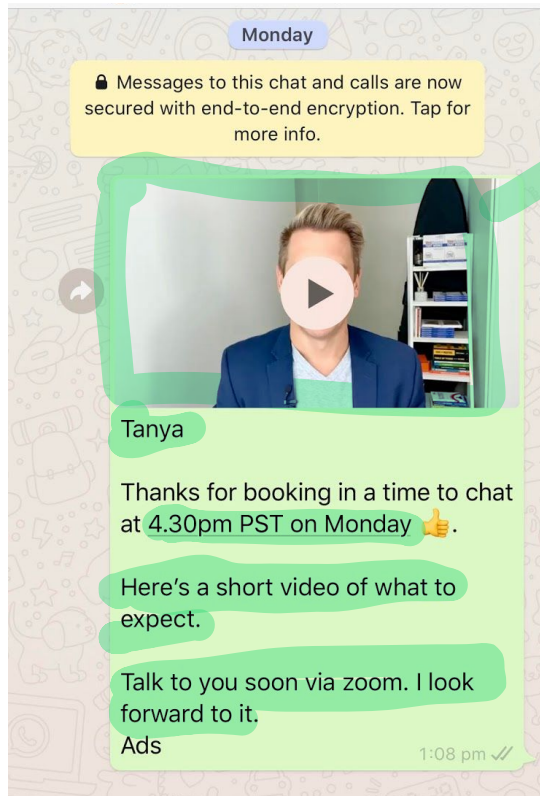 Monday
Messages to this chat and calls are now
secured with end-to-end encryption. Tap for
more info.
Tanya
Thanks for booking in a time to chat
at 4.30pm PST on Monday 👍.
Here’s a short video of what to
expect.
Talk to you soon via zoom. I look
forward to it.
Ads
1:08 pm